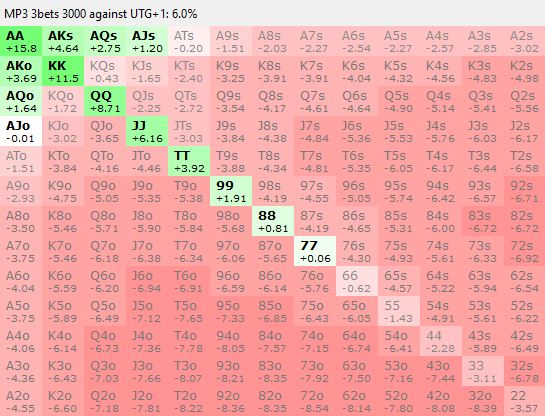 MP3 3bets 3000 against UTG+1: 6.0%
AA AKs AQs AJs ATs A9s A8s A7s A6s A5s A4s A3s A2s
+15.8 +4.64 +2.75 +1.20 -0.20 -1.51 -2.03 -2.57 -2.77 -2.54 -2.57 -2.85 -3.02
AKo KK KQs KJs KTs K9s K8s K7s K6s K5s K4s K3s K2s
+3.69 +11.5 -0.43 -1.65 -2.40 -3.25 -3.91 -3.91 -4.04 -4.32 -4.56 -4.83 -4.98
AQo KQo QQ QJs QTs Q9s Q8s Q7s Q6s Q5s Q4s Q3s Q2s
+1.64 -1.72 +8.71 -2.25 -2.72 -3.54 -4.17 -4.61 -4.64 -4.90 -5.14 -5.41 -5.56
AJo KJo QJo JJ JTs J9s J8s J7s J6s J5s J4s J3s J2s
-0.01 -3.02 -3.65 +6.16 -3.03 -3.84 -4.38 -4.84 -5.36 -5.53 -5.76 -6.03 -6.17
ATo KTo QTo JTo TT T9s T8s T7s T6s T5s T4s T3s T2s
-1.51 -3.84 -4.16 -4.46 +3.92 -3.88 -4.34 -4.81 -5.35 -6.05 -6.17 -6.44 -6.58
A9o K9o Q9o J9o T9o 99 98s 97s 96s 95s 94s 93s 92s
-2.93 -4.75 -5.05 -5.35 -5.38 +1.91 -4.19 -4.55 -5.05 -5.74 -6.42 -6.57 -6.71
A8o K8o Q8o J8o T8o 98o 88 87s 86s 85s 84s 83s 82s
-3.50 -5.46 -5.71 -5.90 -5.84 -5.68 +0.81 -4.19 -4.65 -5.31 -6.00 -6.72 -6.72
A7o K7o Q7o J7o T7o 97o 87o 77 76s 75s 74s 73s 72s
-3.75 -5.46 -6.18 -6.38 -6.34 -6.06 -5.65 +0.06 -4.30 -4.93 -5.61 -6.33 -6.92
A6o K6o Q6o J6o T6o 96o 86o 76o 66 65s 64s 63s 62s
-4.04 -5.59 -6.20 -6.94 -6.91 -6.59 -6.14 -5.76 -0.62 -4.57 -5.22 -5.94 -6.54
A5o K5o Q5o J5o T5o 95o 85o 75o 65o 55 54s 53s 52s
-3.75 -5.89 -6.49 -7.12 -7.65 -7.33 -6.85 -6.43 -6.05 -1.43 -4.91 -5.61 -6.22
A4o K4o Q4o J4o T4o 94o 84o 74o 64o 54o 44 43s 42s
-4.06 -6.14 -6.73 -7.36 -7.78 -8.05 -7.57 -7.15 -6.74 -6.41 -2.28 -5.89 -6.49
A3o K3o Q3o J3o T3o 93o 83o 73o 63o 53o 43o 33 32s
-4.36 -6.43 -7.03 -7.66 -8.07 -8.21 -8.35 -7.92 -7.50 -7.16 -7.44 -3.11 -6.78
A2o K2o Q2o J2o T2o 92o 82o 72o 62o 52o 42o 32o 22
-4.55 -6.60 -7.18 -7.81 -8.22 -8.36 -8.35 -8.54 -8.14 -7.80 -8.08 -8.39 -3.57